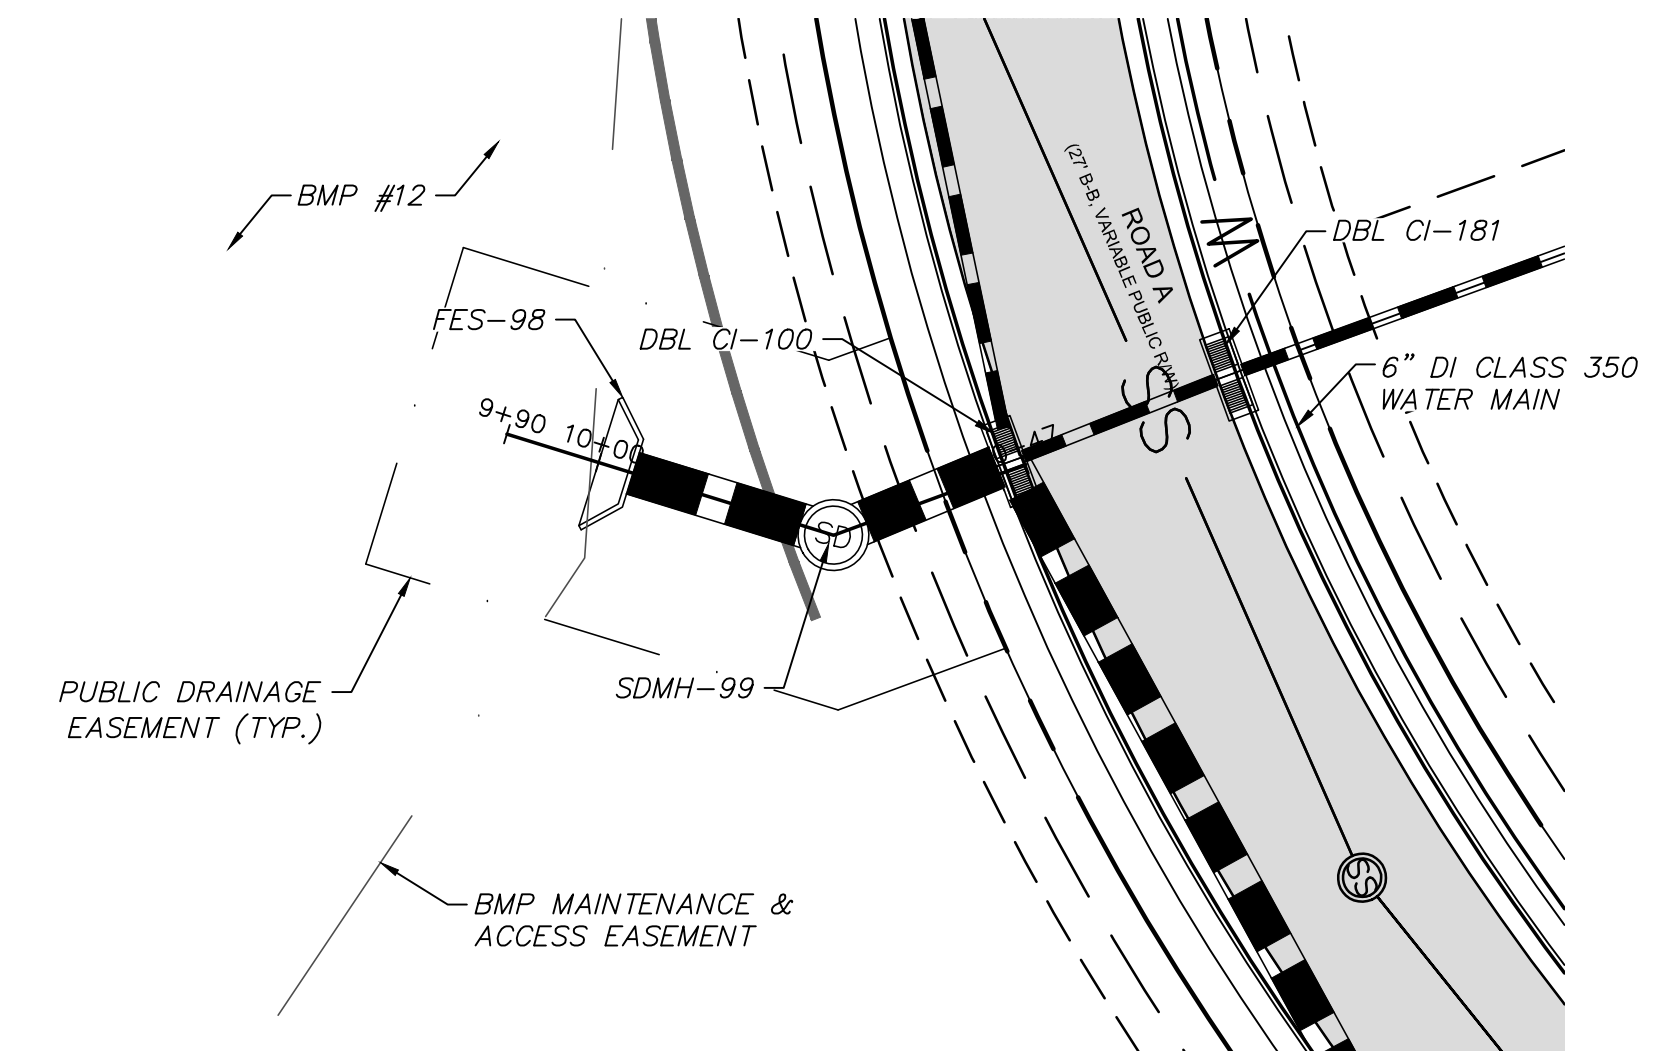 BMP #12
FES-98
DBL CI-100
DBL CI-181
ROAD A
(27' B-B, VARIABLE PUBLIC R/W)
W
SS
6” DI CLASS 350
WATER MAIN
9+90 10+00
SD
SDMH-99
PUBLIC DRAINAGE
EASEMENT (TYP.)
SS
BMP MAINTENANCE &
ACCESS EASEMENT